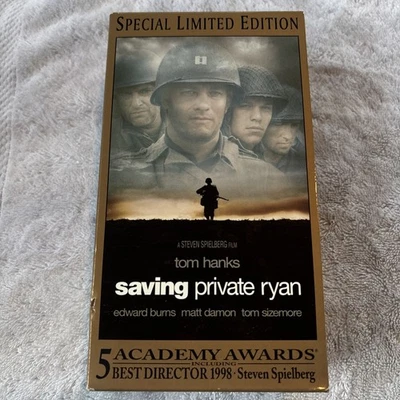 SPECIAL LIMITED EDITION
A STEVEN SPIELBERG FILM
tom hanks
saving private ryan
edward burns matt damon tom sizemore
5 ACADEMY AWARDS®
INCLUDING
BEST DIRECTOR 1998 · Steven Spielberg